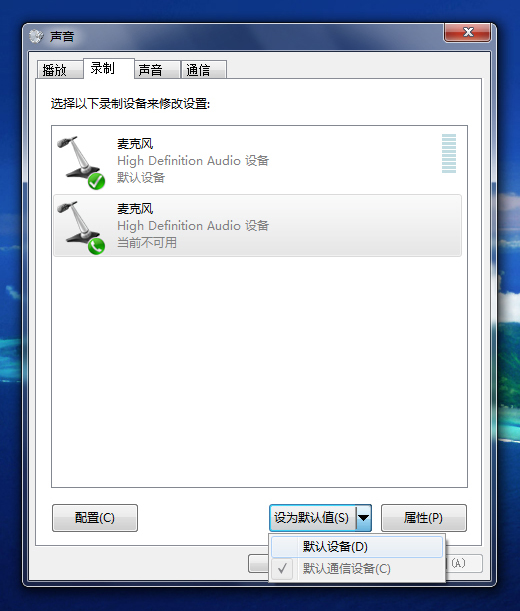 声音
播放 录制 声音 通信
选择以下录制设备来修改设置:
麦克风
High Definition Audio 设备
默认设备
麦克风
High Definition Audio 设备
当前不可用
配置(C) 设为默认值(S) 属性(P)
默认设备(D)
默认通信设备(C)
(A)